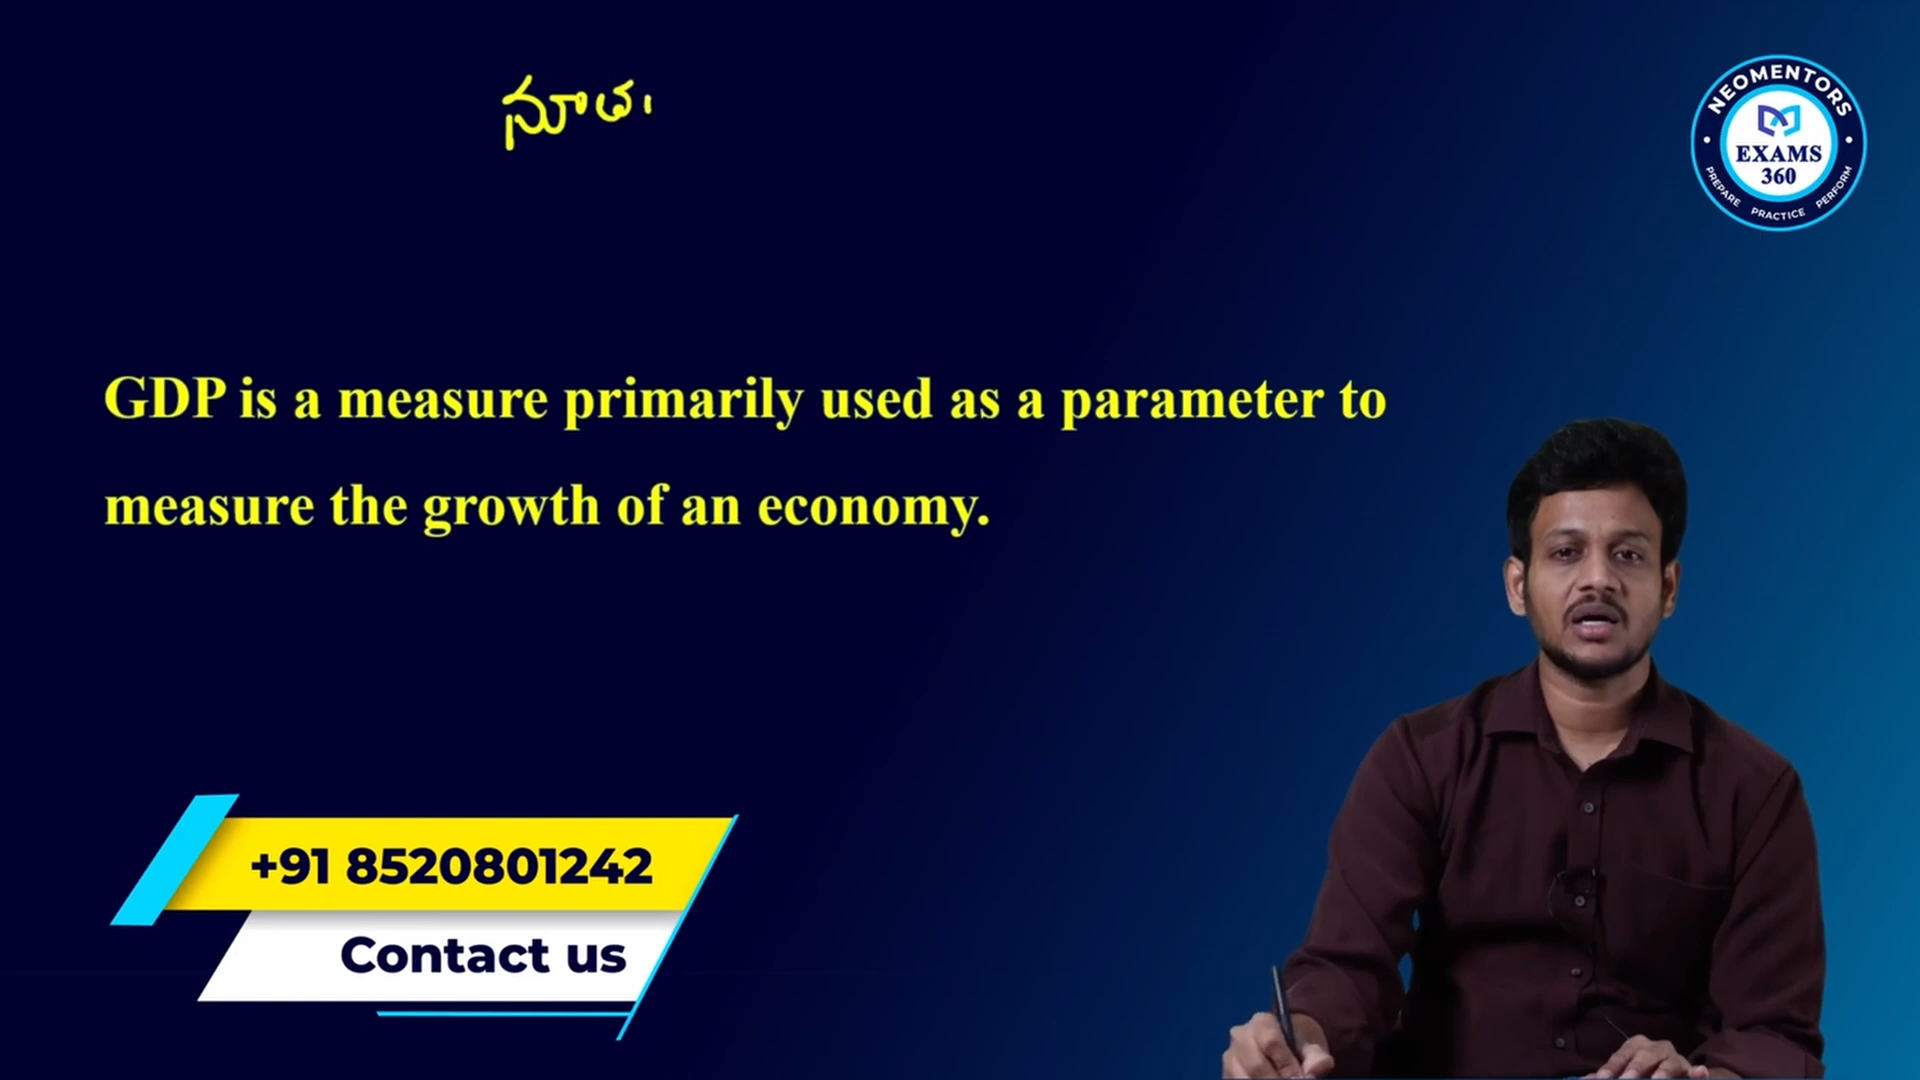 నూత
NEOMENTORS
EXAMS
360
PREPARE PRACTICE PERFORM
GDP is a measure primarily used as a parameter to
measure the growth of an economy.
+91 8520801242
Contact us